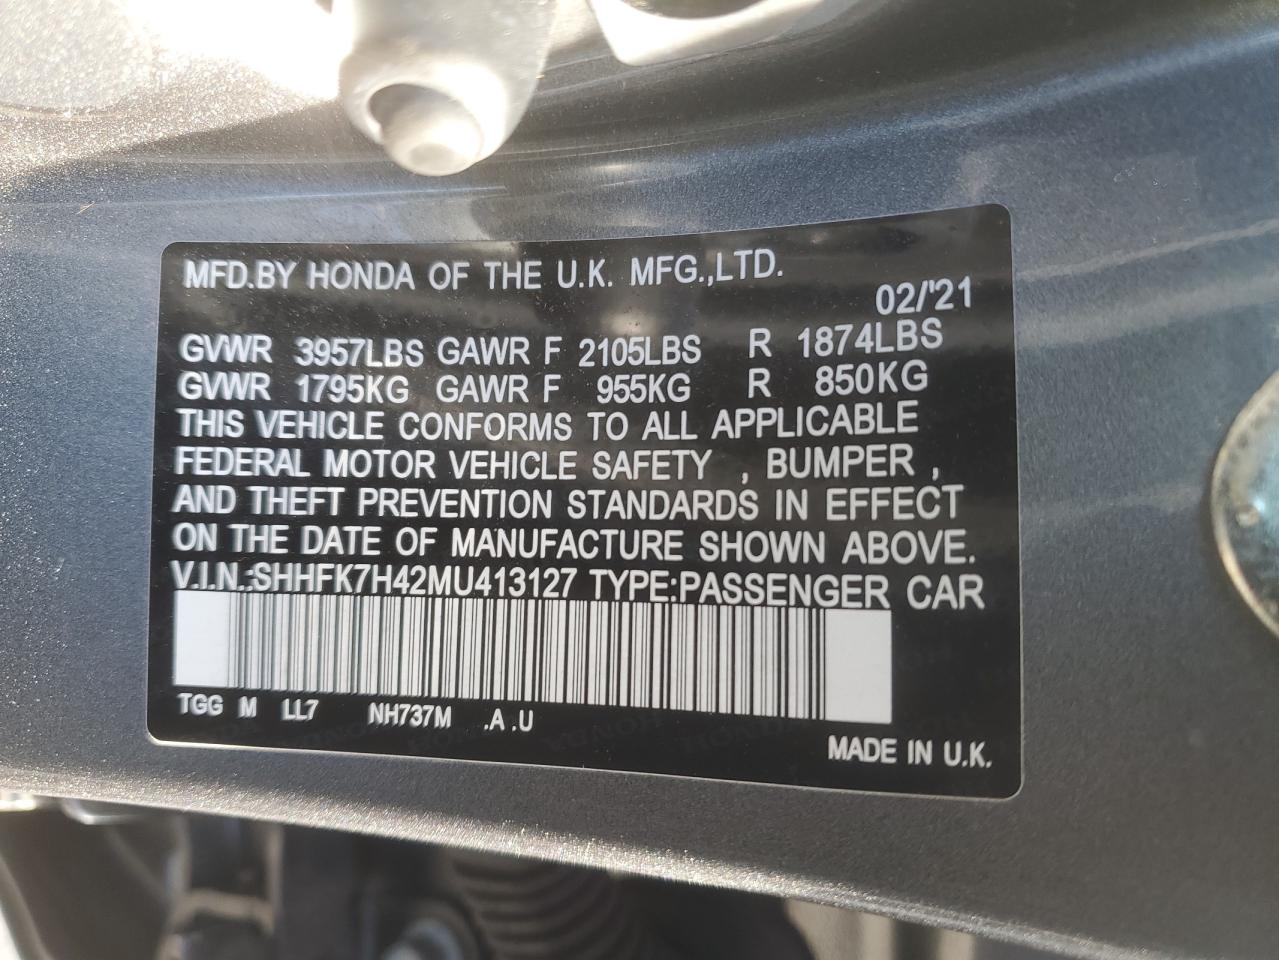 MFD.BY HONDA OF THE U.K. MFG.,LTD.
02/'21
GVWR 3957LBS GAWR F 2105LBS R 1874LBS
GVWR 1795KG GAWR F 955KG R 850KG
THIS VEHICLE CONFORMS TO ALL APPLICABLE
FEDERAL MOTOR VEHICLE SAFETY , BUMPER ,
AND THEFT PREVENTION STANDARDS IN EFFECT
ON THE DATE OF MANUFACTURE SHOWN ABOVE.
V.I.N.:SHHFK7H42MU413127 TYPE:PASSENGER CAR
TGG M LL7 NH737M .A .U
MADE IN U.K.